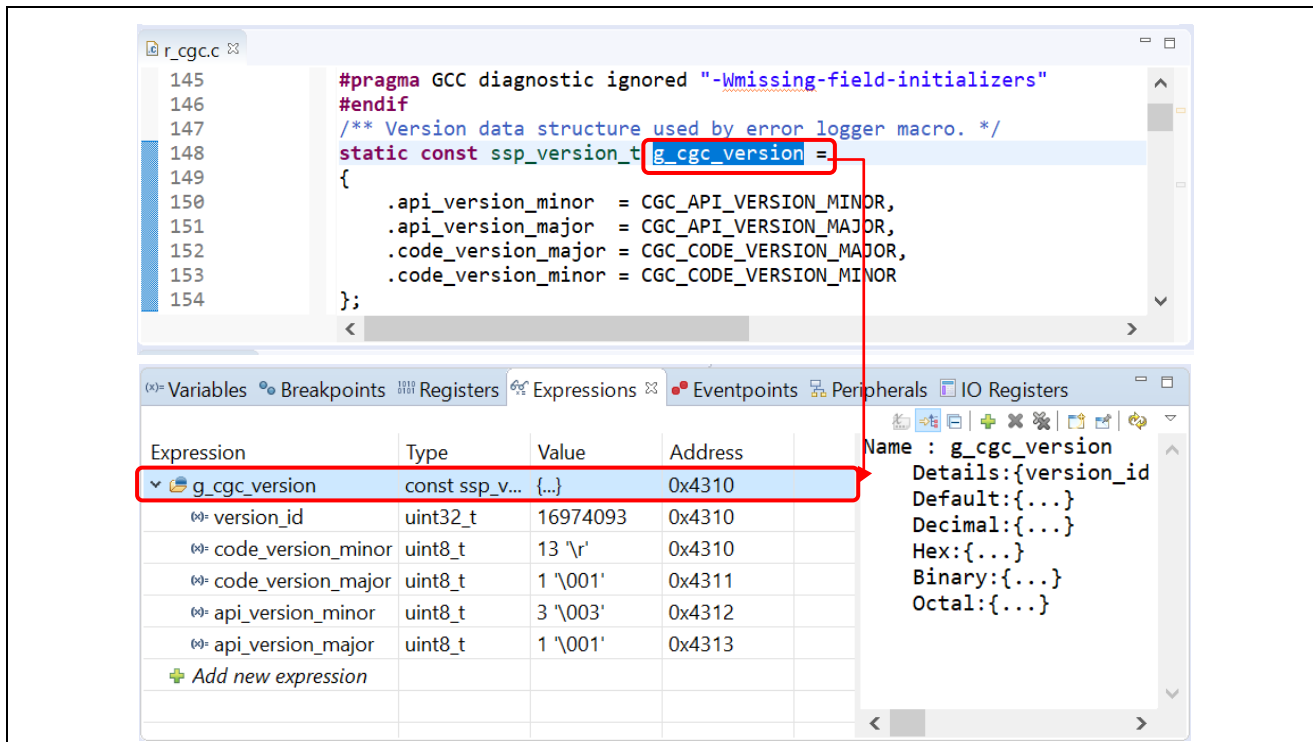 r_cgc.c
145 #pragma GCC diagnostic ignored "-Wmissing-field-initializers"
146 #endif
147 /** Version data structure used by error logger macro. */
148 static const ssp_version_t g_cgc_version =
149 {
150 .api_version_minor = CGC_API_VERSION_MINOR,
151 .api_version_major = CGC_API_VERSION_MAJOR,
152 .code_version_major = CGC_CODE_VERSION_MAJOR,
153 .code_version_minor = CGC_CODE_VERSION_MINOR
154 };
(x)= Variables Breakpoints 1010 0101 Registers Expressions Eventpoints Peripherals IO Registers
Expression Type Value Address
g_cgc_version const ssp_v... {...} 0x4310
(x)= version_id uint32_t 16974093 0x4310
(x)= code_version_minor uint8_t 13 '\r' 0x4310
(x)= code_version_major uint8_t 1 '\001' 0x4311
(x)= api_version_minor uint8_t 3 '\003' 0x4312
(x)= api_version_major uint8_t 1 '\001' 0x4313
Add new expression
Name : g_cgc_version
Details:{version_id
Default:{...}
Decimal:{...}
Hex:{...}
Binary:{...}
Octal:{...}